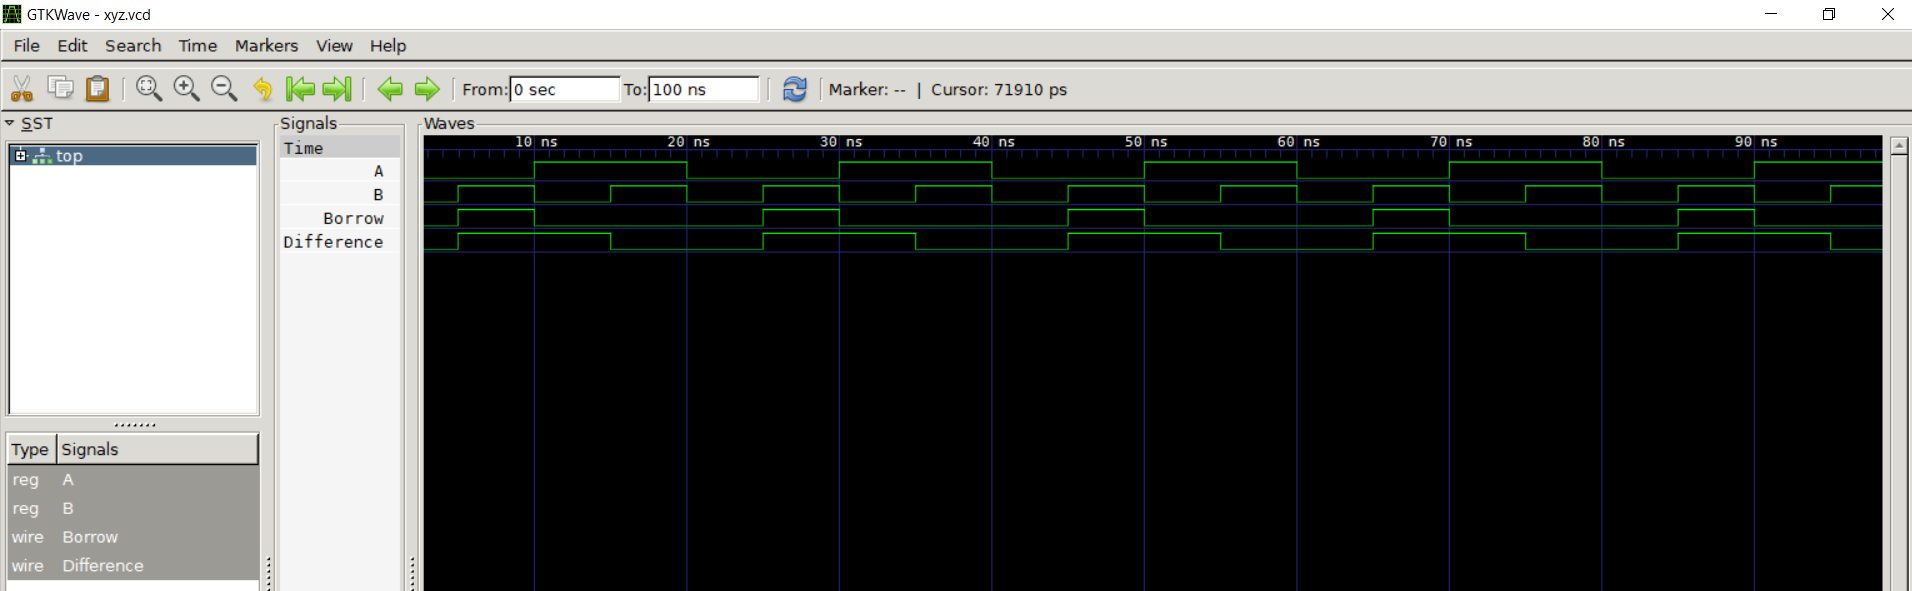 GTKWave - xyz.vcd
File Edit Search Time Markers View Help
From: 0 sec To: 100 ns Marker: -- | Cursor: 71910 ps
SST
top
Type Signals
reg A
reg B
wire Borrow
wire Difference
Signals
Time
A
B
Borrow
Difference
Waves
10 ns 20 ns 30 ns 40 ns 50 ns 60 ns 70 ns 80 ns 90 ns